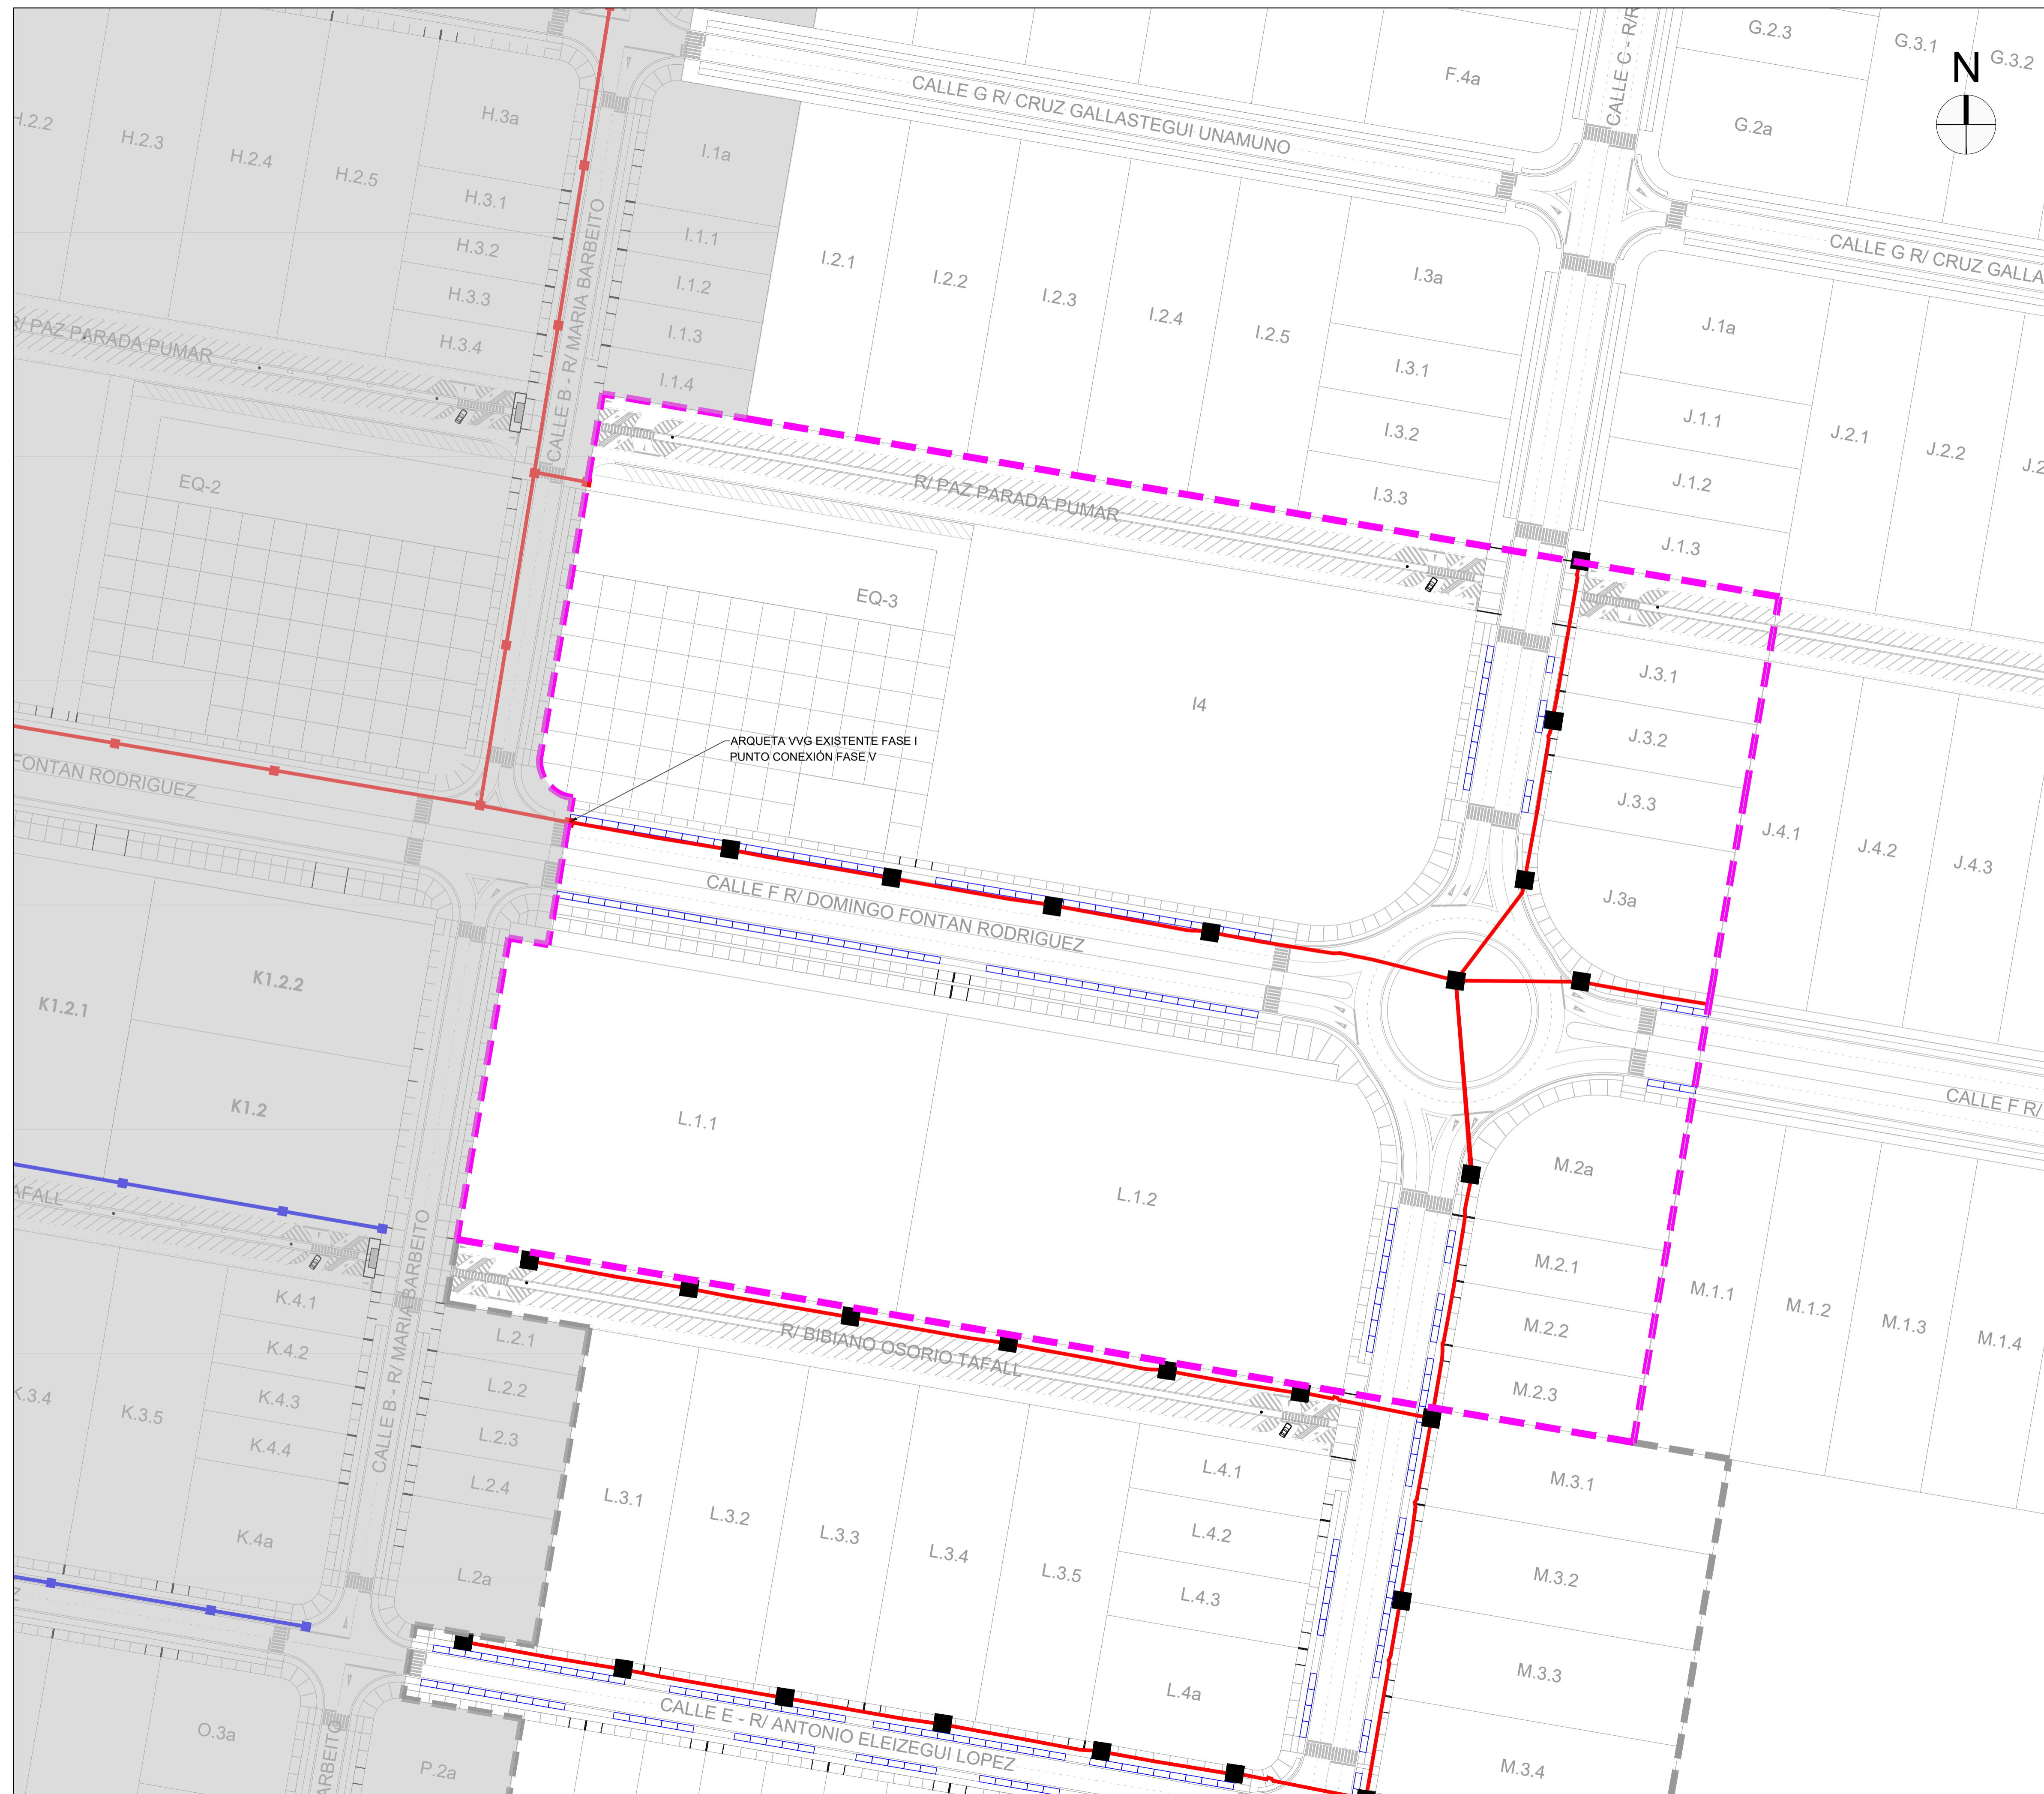 G.2.3
G.3.1
G.3.2
N
F.4a
CALLE C - R/R
G.2a
CALLE G R/ CRUZ GALLASTEGUI UNAMUNO
H.2.2
H.2.3
H.2.4
H.2.5
H.3a
H.3.1
H.3.2
H.3.3
H.3.4
I.1a
I.1.1
I.1.2
I.1.3
I.1.4
CALLE B - R/ MARIA BARBEITO
I.2.1
I.2.2
I.2.3
I.2.4
I.2.5
I.3a
I.3.1
I.3.2
I.3.3
CALLE G R/ CRUZ GALLA
J.1a
J.1.1
J.1.2
J.1.3
J.2.1
J.2.2
J.2
R/ PAZ PARADA PUMAR
R/ PAZ PARADA PUMAR
EQ-2
EQ-3
I4
J.3.1
J.3.2
J.3.3
J.3a
J.4.1
J.4.2
J.4.3
ARQUETA VVG EXISTENTE FASE I
PUNTO CONEXIÓN FASE V
FONTAN RODRIGUEZ
CALLE F R/ DOMINGO FONTAN RODRIGUEZ
CALLE F R/
K1.2.1
K1.2.2
K1.2
L.1.1
L.1.2
M.2a
M.2.1
M.2.2
M.2.3
M.1.1
M.1.2
M.1.3
M.1.4
AFALL
CALLE B - R/ MARIA BARBEITO
R/ BIBIANO OSORIO TAFALL
K.3.4
K.3.5
K.4.1
K.4.2
K.4.3
K.4.4
K.4a
L.2.1
L.2.2
L.2.3
L.2.4
L.2a
L.3.1
L.3.2
L.3.3
L.3.4
L.3.5
L.4.1
L.4.2
L.4.3
L.4a
M.3.1
M.3.2
M.3.3
M.3.4
Z
CALLE E - R/ ANTONIO ELEIZEGUI LOPEZ
O.3a
ARBEITO
P.2a